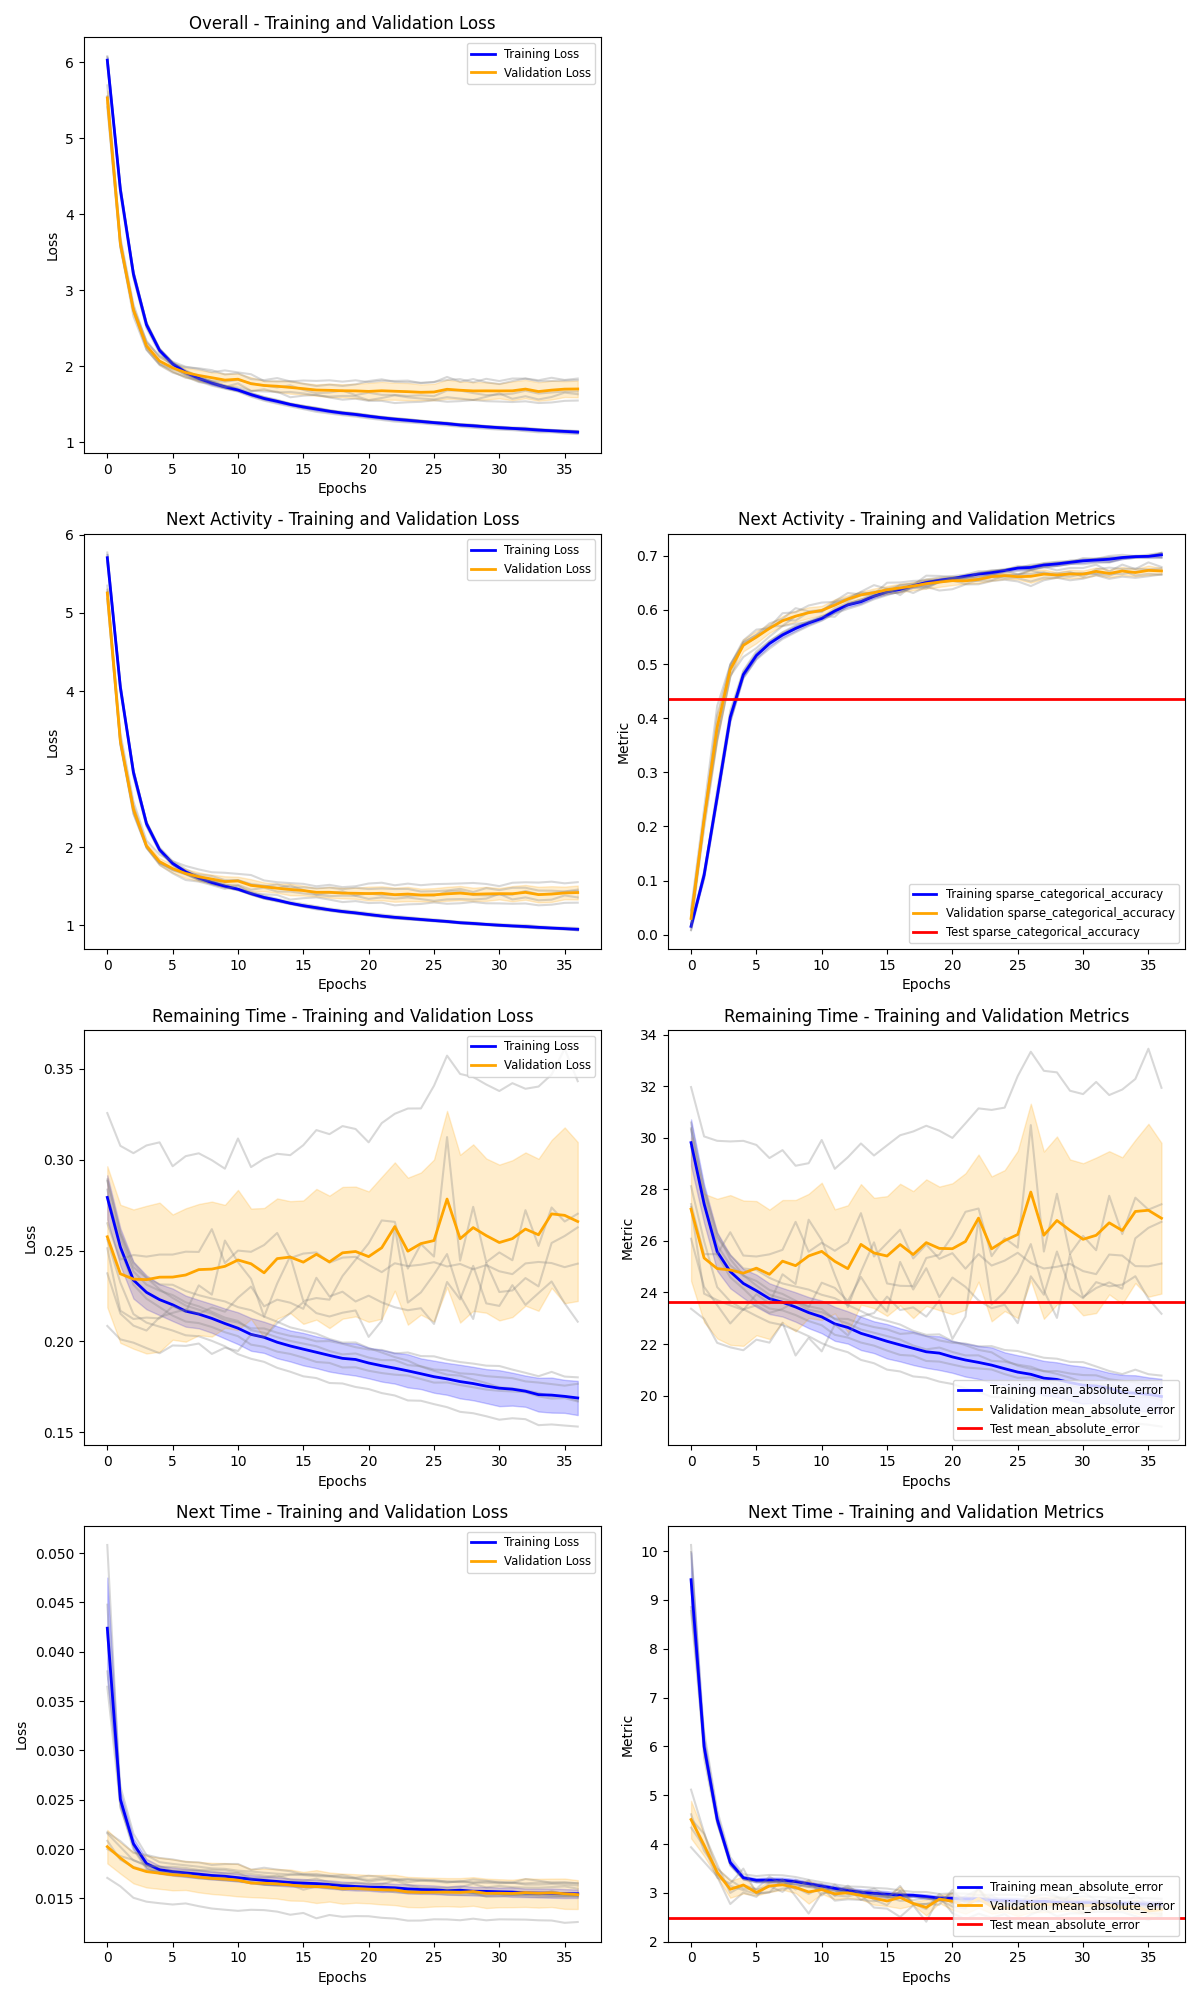 Overall - Training and Validation Loss
Training Loss
Validation Loss
6
5
4
3
2
1
Loss
0 5 10 15 20 25 30 35
Epochs
Next Activity - Training and Validation Loss
Training Loss
Validation Loss
6
5
4
3
2
1
Loss
0 5 10 15 20 25 30 35
Epochs
Next Activity - Training and Validation Metrics
0.7
0.6
0.5
0.4
0.3
0.2
0.1
0.0
Metric
Training sparse_categorical_accuracy
Validation sparse_categorical_accuracy
Test sparse_categorical_accuracy
0 5 10 15 20 25 30 35
Epochs
Remaining Time - Training and Validation Loss
Training Loss
Validation Loss
0.35
0.30
0.25
0.20
0.15
Loss
0 5 10 15 20 25 30 35
Epochs
Remaining Time - Training and Validation Metrics
34
32
30
28
26
24
22
20
Metric
Training mean_absolute_error
Validation mean_absolute_error
Test mean_absolute_error
0 5 10 15 20 25 30 35
Epochs
Next Time - Training and Validation Loss
Training Loss
Validation Loss
0.050
0.045
0.040
0.035
0.030
0.025
0.020
0.015
Loss
0 5 10 15 20 25 30 35
Epochs
Next Time - Training and Validation Metrics
10
9
8
7
6
5
4
3
2
Metric
Training mean_absolute_error
Validation mean_absolute_error
Test mean_absolute_error
0 5 10 15 20 25 30 35
Epochs